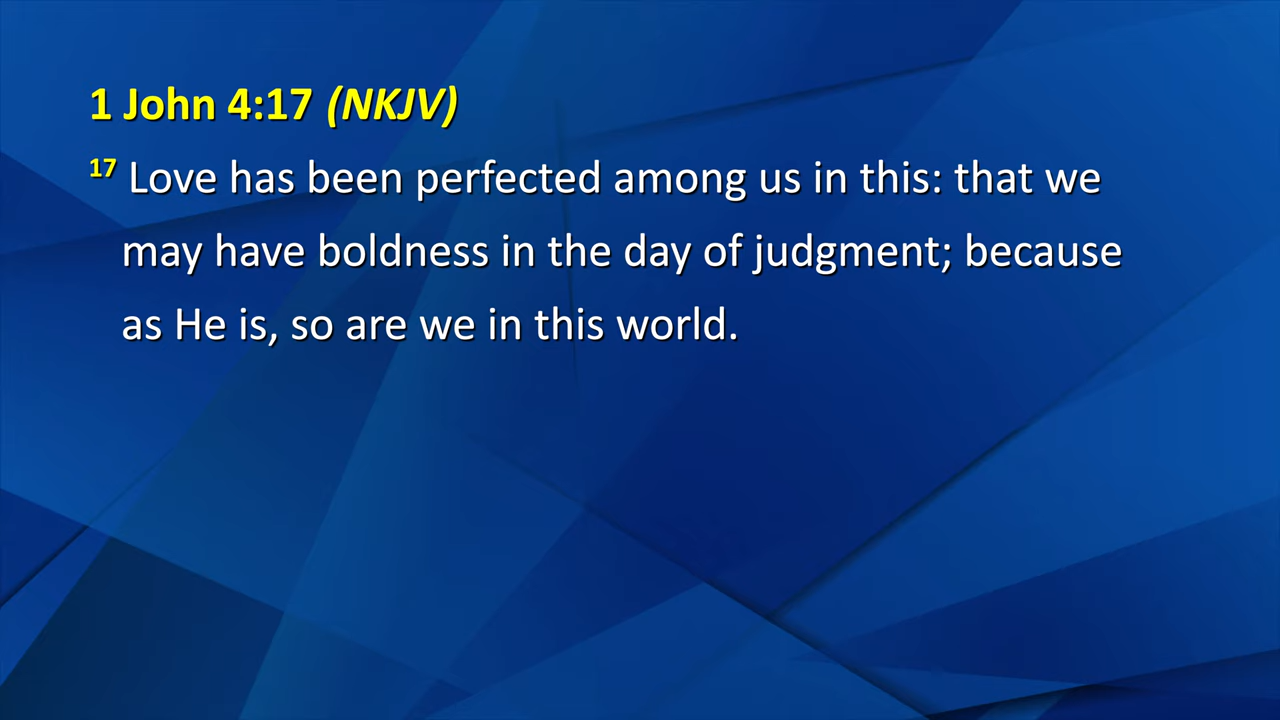 1 John 4:17 (NKJV)
17 Love has been perfected among us in this: that we
may have boldness in the day of judgment; because
as He is, so are we in this world.